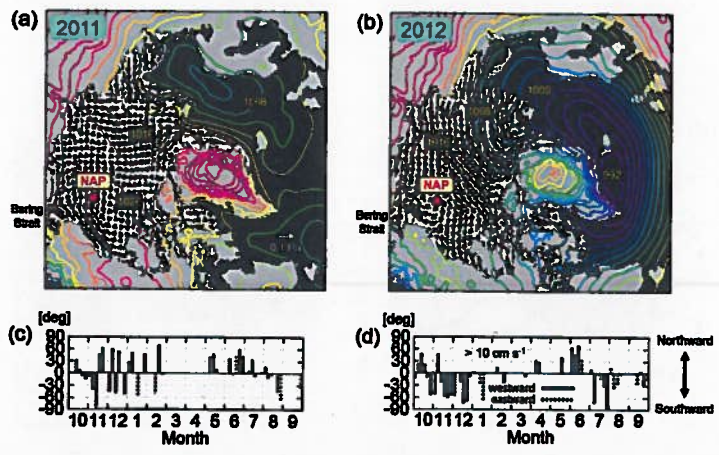 (a) 2011
NAP
Bering
Strait
(b) 2012
1000
NAP
Bering
Strait
(c)
[deg]
90
60
30
0
-30
-60
-90
10 11 12 1 2 3 4 5 6 7 8 9
Month
(d)
[deg]
90
60
30
0
-30
-60
-90
> 10 cm s-1
westward
eastward
10 11 12 1 2 3 4 5 6 7 8 9
Month
Northward
Southward